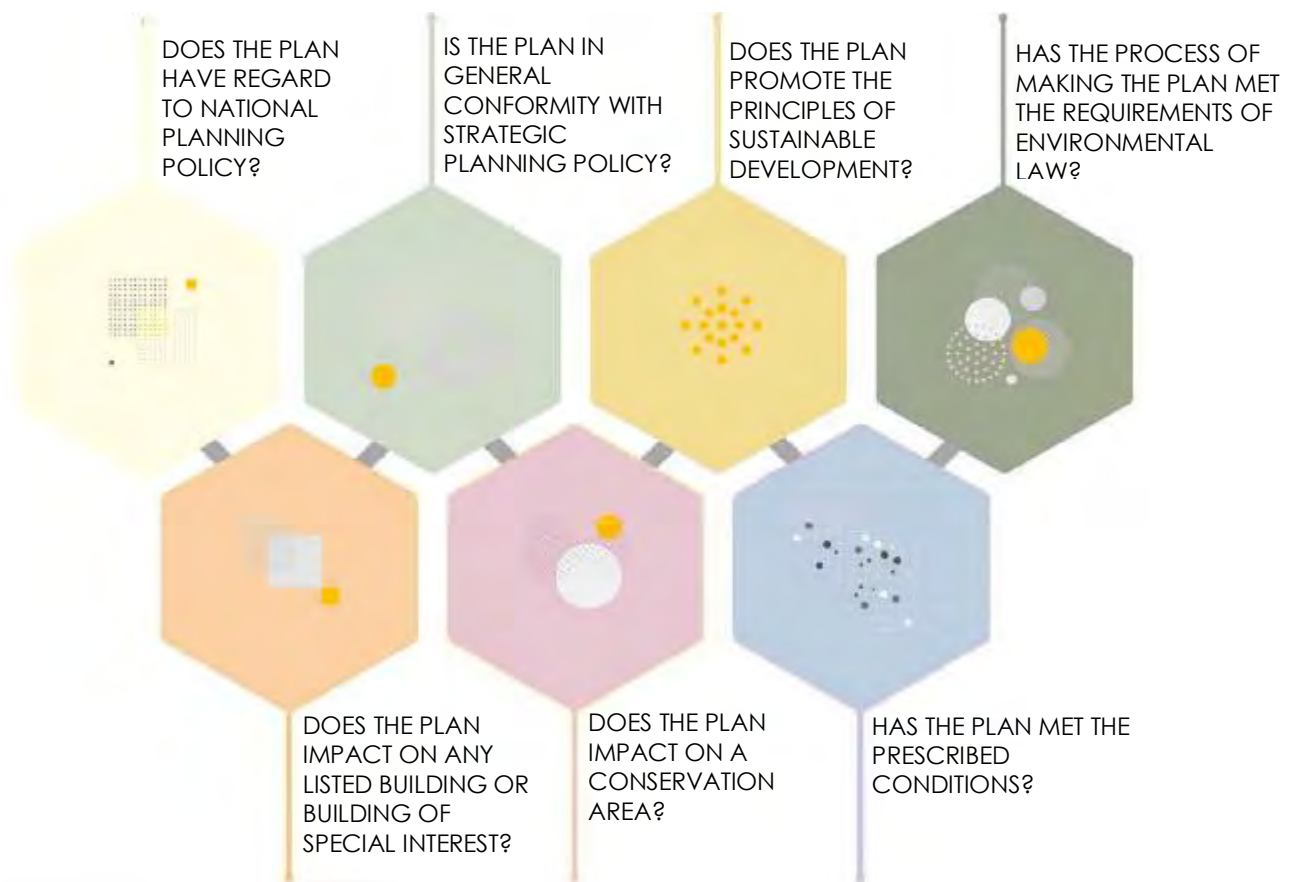 DOES THE PLAN
HAVE REGARD
TO NATIONAL
PLANNING
POLICY?
IS THE PLAN IN
GENERAL
CONFORMITY WITH
STRATEGIC
PLANNING POLICY?
DOES THE PLAN
PROMOTE THE
PRINCIPLES OF
SUSTAINABLE
DEVELOPMENT?
HAS THE PROCESS OF
MAKING THE PLAN MET
THE REQUIREMENTS OF
ENVIRONMENTAL
LAW?
DOES THE PLAN
IMPACT ON ANY
LISTED BUILDING OR
BUILDING OF
SPECIAL INTEREST?
DOES THE PLAN
IMPACT ON A
CONSERVATION
AREA?
HAS THE PLAN MET THE
PRESCRIBED
CONDITIONS?